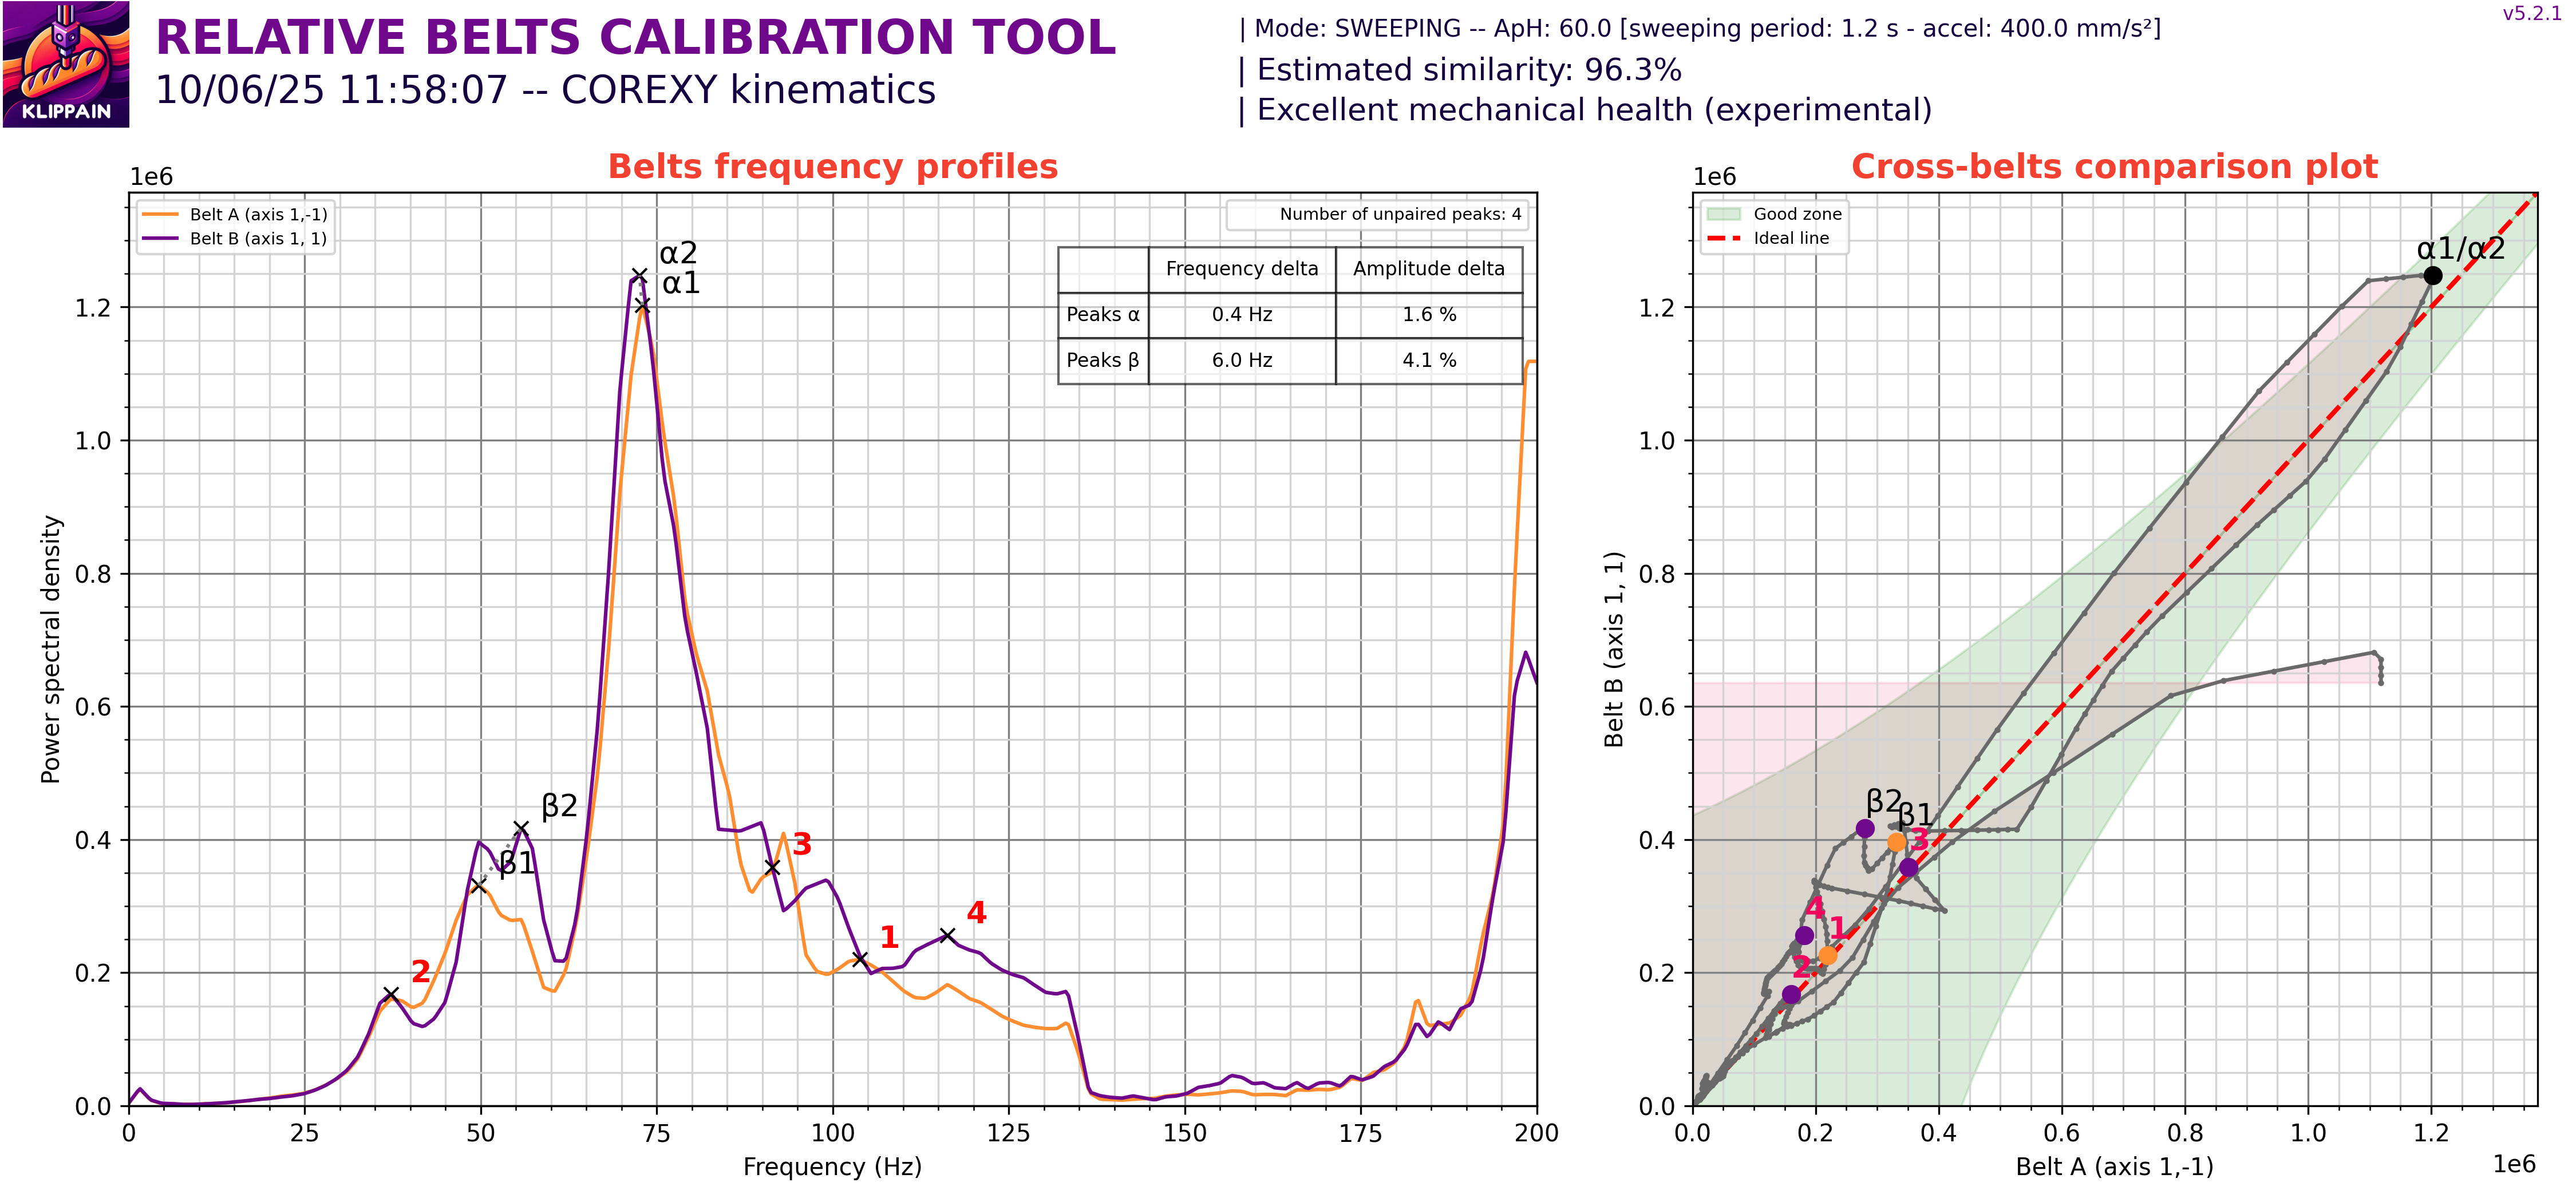 KLIPPAIN
RELATIVE BELTS CALIBRATION TOOL
10/06/25 11:58:07 -- COREXY kinematics
| Mode: SWEEPING -- ApH: 60.0 [sweeping period: 1.2 s - accel: 400.0 mm/s²]
| Estimated similarity: 96.3%
| Excellent mechanical health (experimental)
v5.2.1
Belts frequency profiles
1e6
Belt A (axis 1,-1)
Belt B (axis 1, 1)
Number of unpaired peaks: 4
Frequency delta Amplitude delta
Peaks α 0.4 Hz 1.6 %
Peaks β 6.0 Hz 4.1 %
α2
α1
β2
β1
3
4
1
2
Power spectral density
1.2
1.0
0.8
0.6
0.4
0.2
0.0
0 25 50 75 100 125 150 175 200
Frequency (Hz)
Cross-belts comparison plot
1e6
Good zone
Ideal line
α1/α2
β2
β1
3
4
1
2
Belt B (axis 1, 1)
1.2
1.0
0.8
0.6
0.4
0.2
0.0
0.0 0.2 0.4 0.6 0.8 1.0 1.2
Belt A (axis 1,-1)
1e6